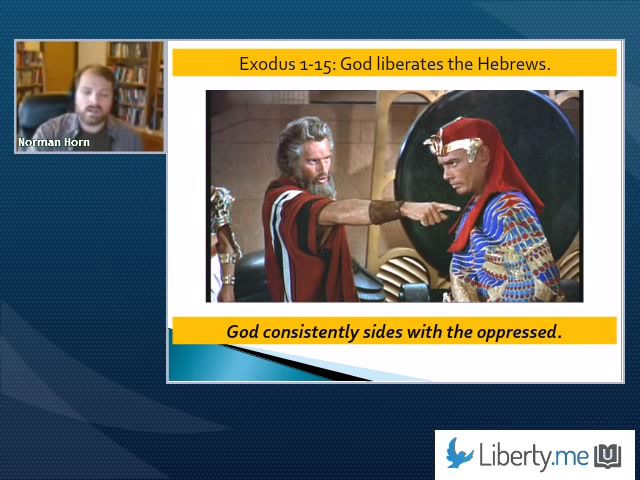 Exodus 1-15: God liberates the Hebrews.
Norman Horn
God consistently sides with the oppressed.
Liberty.me U